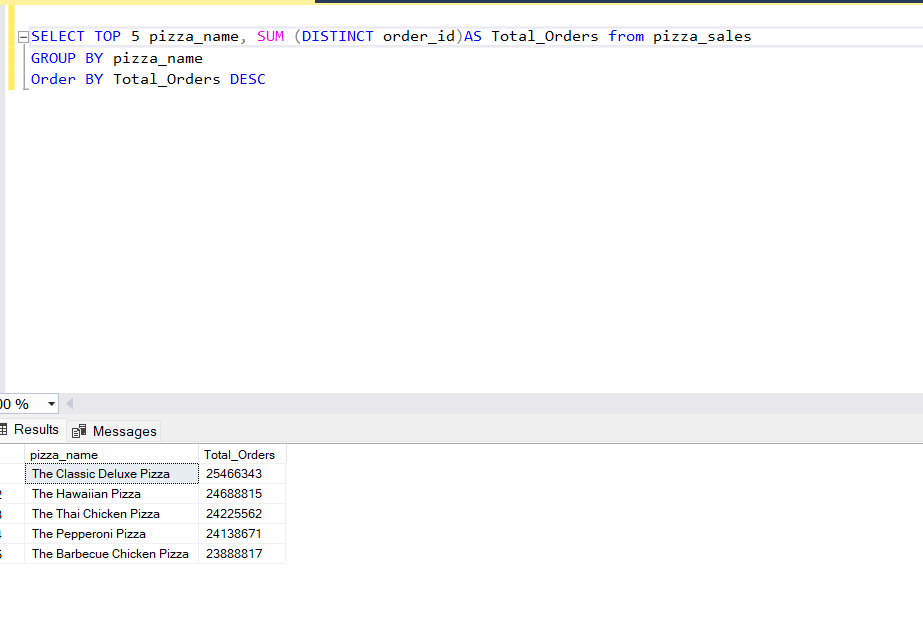 SELECT TOP 5 pizza_name, SUM (DISTINCT order_id)AS Total_Orders from pizza_sales
GROUP BY pizza_name
Order BY Total_Orders DESC
00 %
Results Messages
pizza_name Total_Orders
The Classic Deluxe Pizza 25466343
2 The Hawaiian Pizza 24688815
3 The Thai Chicken Pizza 24225562
4 The Pepperoni Pizza 24138671
5 The Barbecue Chicken Pizza 23888817